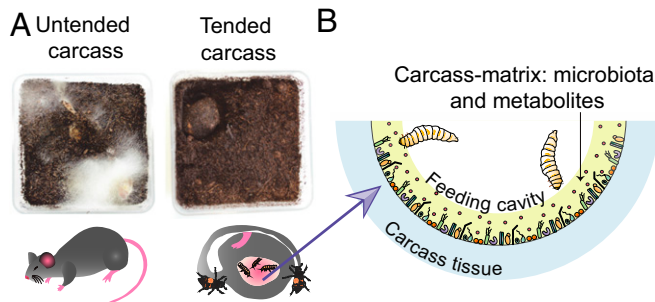 A
Untended
carcass
Tended
carcass
B
Carcass-matrix: microbiota
and metabolites
Feeding cavity
Carcass tissue